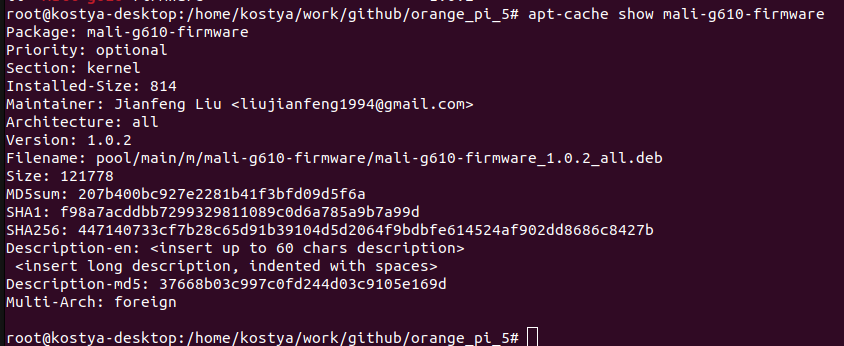 root@kostya-desktop:/home/kostya/work/github/orange_pi_5# apt-cache show mali-g610-firmware
Package: mali-g610-firmware
Priority: optional
Section: kernel
Installed-Size: 814
Maintainer: Jianfeng Liu <liujianfeng1994@gmail.com>
Architecture: all
Version: 1.0.2
Filename: pool/main/m/mali-g610-firmware/mali-g610-firmware_1.0.2_all.deb
Size: 121778
MD5sum: 207b400bc927e2281b41f3bfd09d5f6a
SHA1: f98a7acddbb7299329811089c0d6a785a9b7a99d
SHA256: 447140733cf7b28c65d91b39104d5d2064f9bdbfe614524af902dd8686c8427b
Description-en: <insert up to 60 chars description>
 <insert long description, indented with spaces>
Description-md5: 37668b03c997c0fd244d03c9105e169d
Multi-Arch: foreign
root@kostya-desktop:/home/kostya/work/github/orange_pi_5#